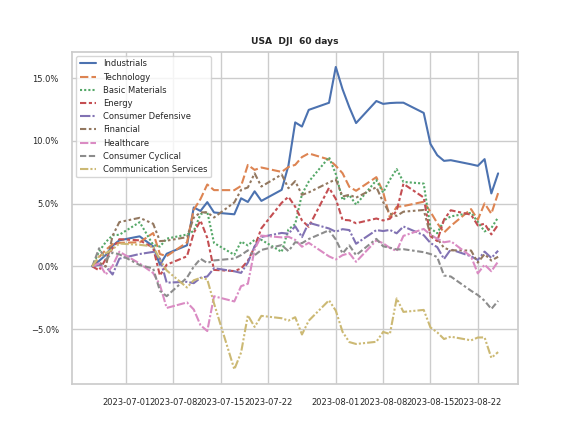 USA  DJI  60 days
Industrials
Technology
Basic Materials
Energy
Consumer Defensive
Financial
Healthcare
Consumer Cyclical
Communication Services
15.0%
10.0%
5.0%
0.0%
−5.0%
2023-07-01
2023-07-08
2023-07-15
2023-07-22
2023-08-01
2023-08-08
2023-08-15
2023-08-22